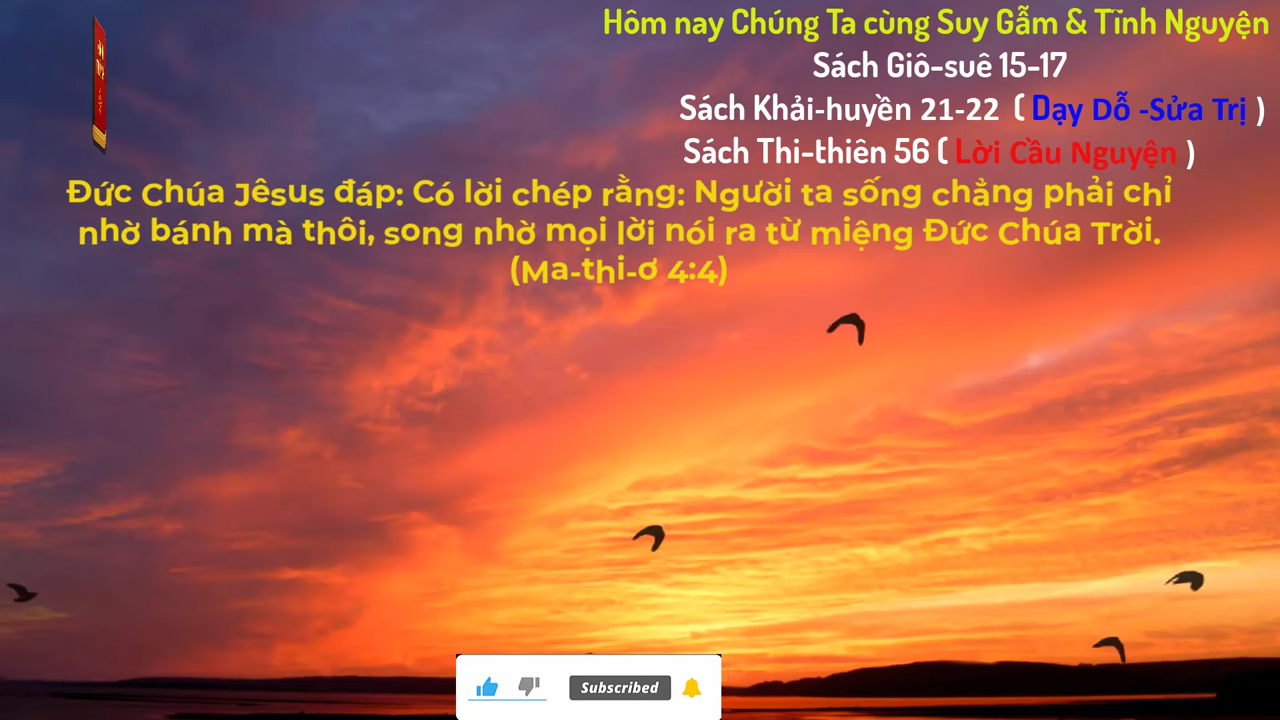 Hôm nay Chúng Ta cùng Suy Gẫm & Tĩnh Nguyện
Sách Giô-suê 15-17
Sách Khải-huyền 21-22 ( Dạy Dỗ -Sửa Trị )
Sách Thi-thiên 56 ( Lời Cầu Nguyện )
Đức Chúa Jêsus đáp: Có lời chép rằng: Người ta sống chẳng phải chỉ
nhờ bánh mà thôi, song nhờ mọi lời nói ra từ miệng Đức Chúa Trời.
(Ma-thi-ơ 4:4)
Subscribed